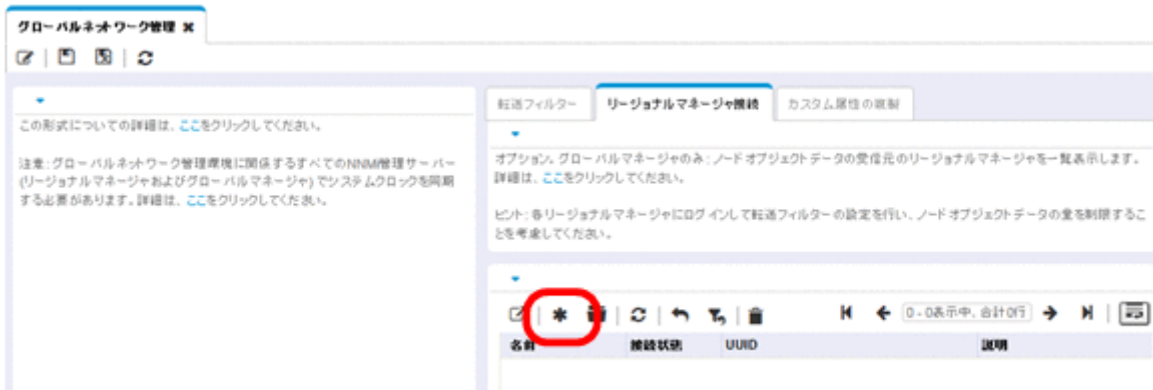 グローバルネットワーク管理
この形式についての詳細は、ここをクリックしてください。
注意:グローバルネットワーク管理環境に関係するすべてのNNMi管理サーバー
(リージョナルマネージャおよびグローバルマネージャ)でシステムクロックを同期
する必要があります。詳細は、ここをクリックしてください。
転送フィルター リージョナルマネージャ接続 カスタム属性の複製
オプション。グローバルマネージャのみ:ノードオブジェクトデータの受信元のリージョナルマネージャを一覧表示します。
詳細は、ここをクリックしてください。
ヒント:各リージョナルマネージャにログインして転送フィルターの設定を行い、ノードオブジェクトデータの量を制限するこ
とを考慮してください。
0 - 0表示中、合計0行
名前 接続状態 UUID 説明